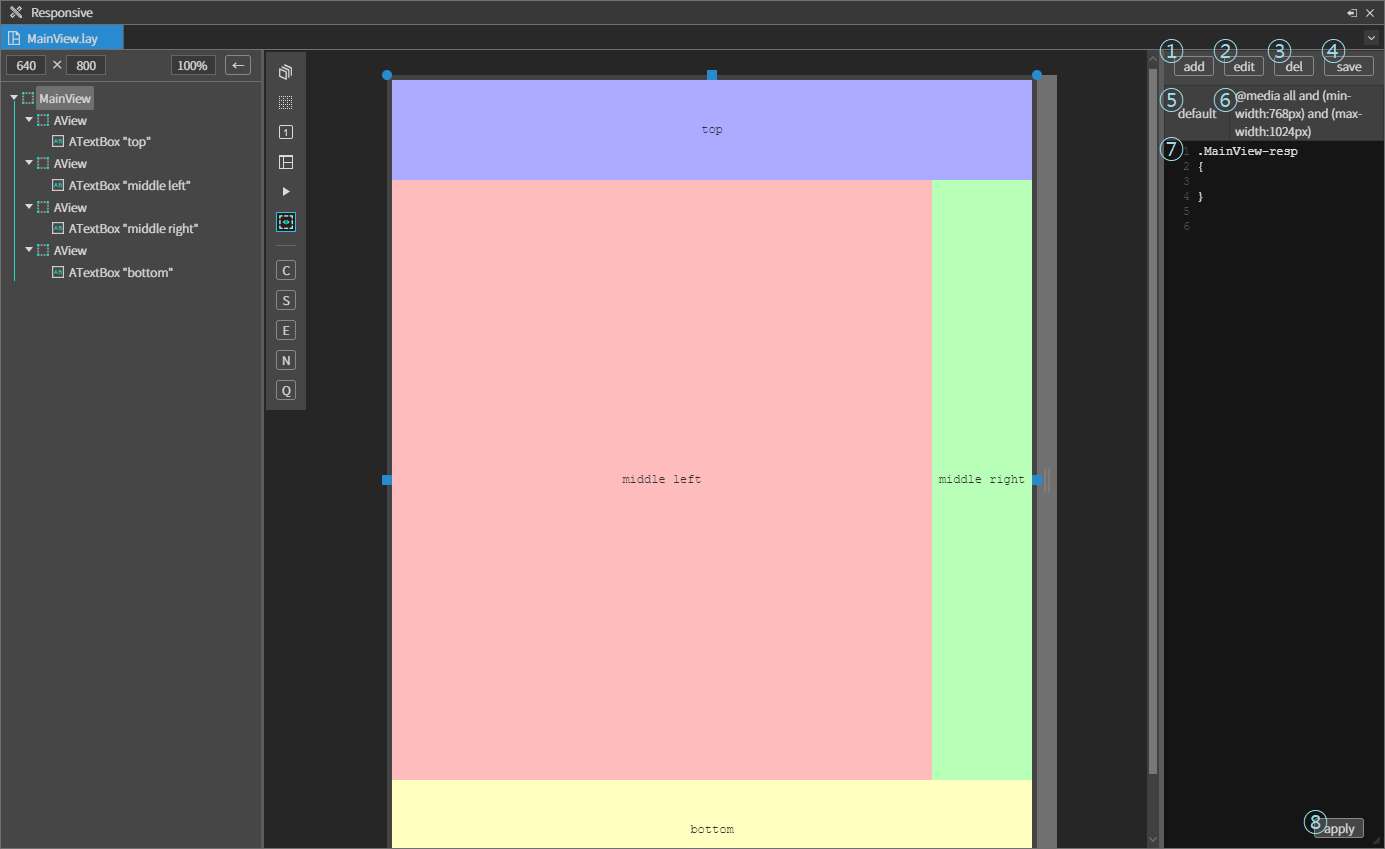 Responsive
MainView.lay
640 × 800 100% ←
MainView
AView
ATextBox "top"
AView
ATextBox "middle left"
AView
ATextBox "middle right"
AView
ATextBox "bottom"
1
C
S
E
N
Q
top
middle left
middle right
bottom
① ② ③ ④
add edit del save
⑤ default
⑥ @media all and (min-
width:768px) and (max-
width:1024px)
⑦ 1 .MainView-resp
2 {
3
4 }
5
6
⑧ apply